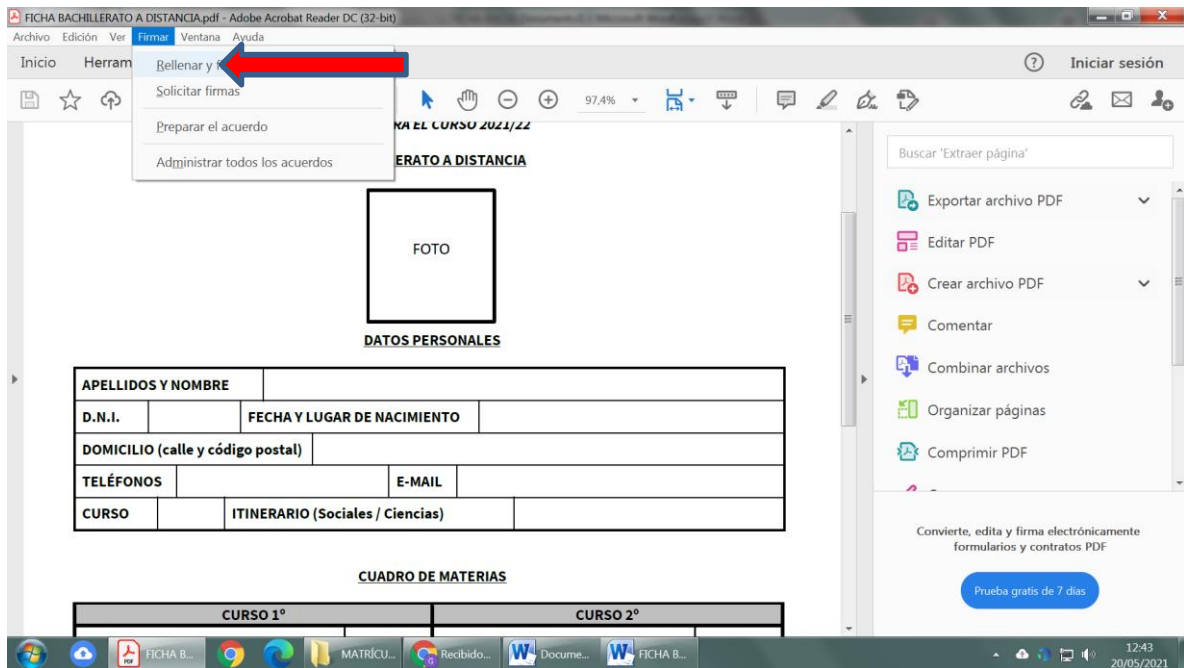 FICHA BACHILLERATO A DISTANCIA.pdf - Adobe Acrobat Reader DC (32-bit)
Archivo Edición Ver Firmar Ventana Ayuda
Inicio Herram
? Iniciar sesión
Rellenar y f
Solicitar firmas
Preparar el acuerdo
Administrar todos los acuerdos
97,4%
RA EL CURSO 2021/22
ERATO A DISTANCIA
FOTO
DATOS PERSONALES
APELLIDOS Y NOMBRE
D.N.I. FECHA Y LUGAR DE NACIMIENTO
DOMICILIO (calle y código postal)
TELÉFONOS E-MAIL
CURSO ITINERARIO (Sociales / Ciencias)
CUADRO DE MATERIAS
CURSO 1º CURSO 2º
Buscar 'Extraer página'
Exportar archivo PDF
Editar PDF
Crear archivo PDF
Comentar
Combinar archivos
Organizar páginas
Comprimir PDF
Convierte, edita y firma electrónicamente
formularios y contratos PDF
Prueba gratis de 7 días
FICHA B... MATRÍCU... Recibido... Docume... FICHA B...
12:43
20/05/2021